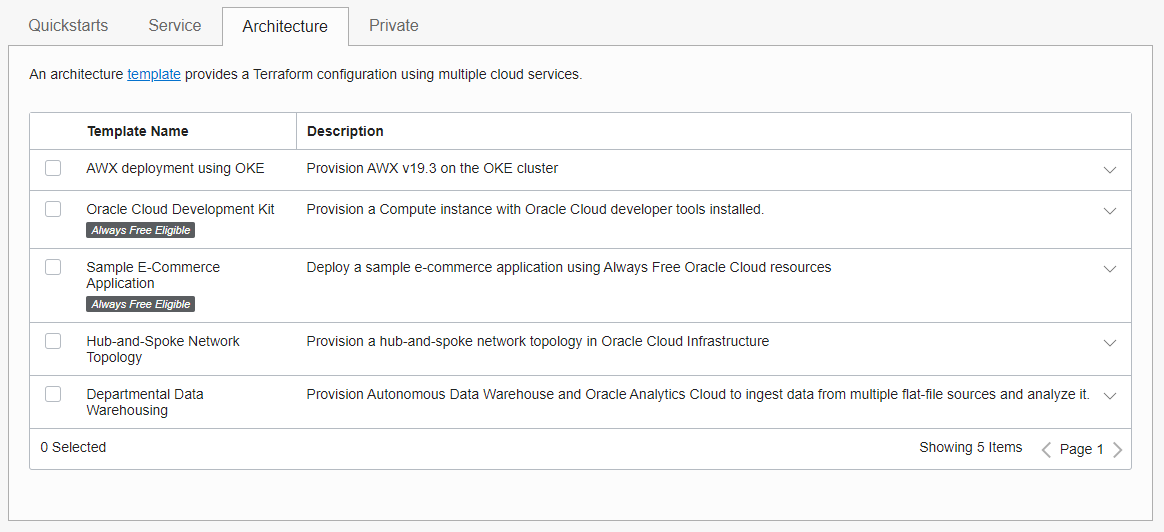 Quickstarts Service Architecture Private
An architecture template provides a Terraform configuration using multiple cloud services.
Template Name Description
AWX deployment using OKE Provision AWX v19.3 on the OKE cluster
Oracle Cloud Development Kit Provision a Compute instance with Oracle Cloud developer tools installed.
Always Free Eligible
Sample E-Commerce Deploy a sample e-commerce application using Always Free Oracle Cloud resources
Application
Always Free Eligible
Hub-and-Spoke Network Provision a hub-and-spoke network topology in Oracle Cloud Infrastructure
Topology
Departmental Data Provision Autonomous Data Warehouse and Oracle Analytics Cloud to ingest data from multiple flat-file sources and analyze it.
Warehousing
0 Selected Showing 5 Items Page 1